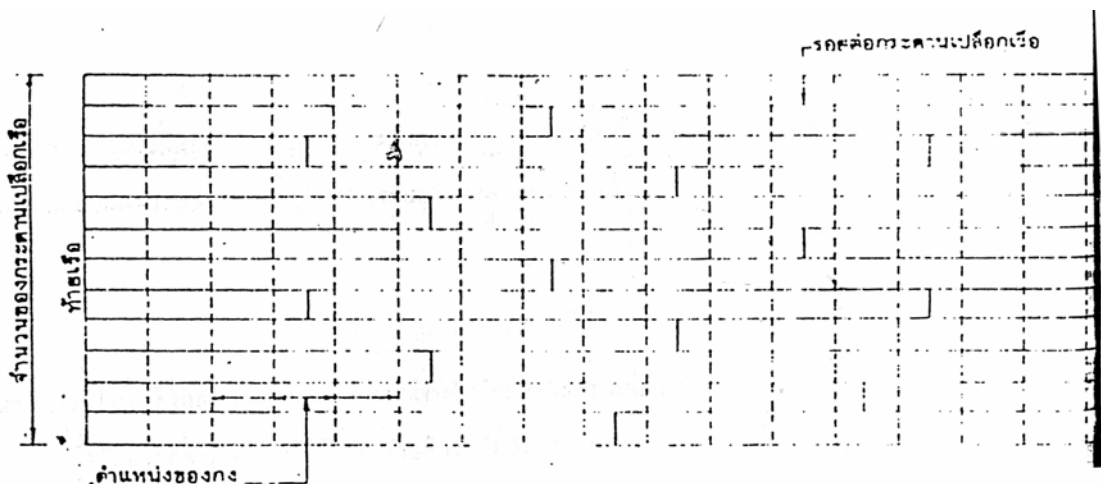 รอยต่อกระดานเปลือกเรือ
จำนวนของกระดานเปลือกเรือ
ท้ายเรือ
ตำแหน่งของกง